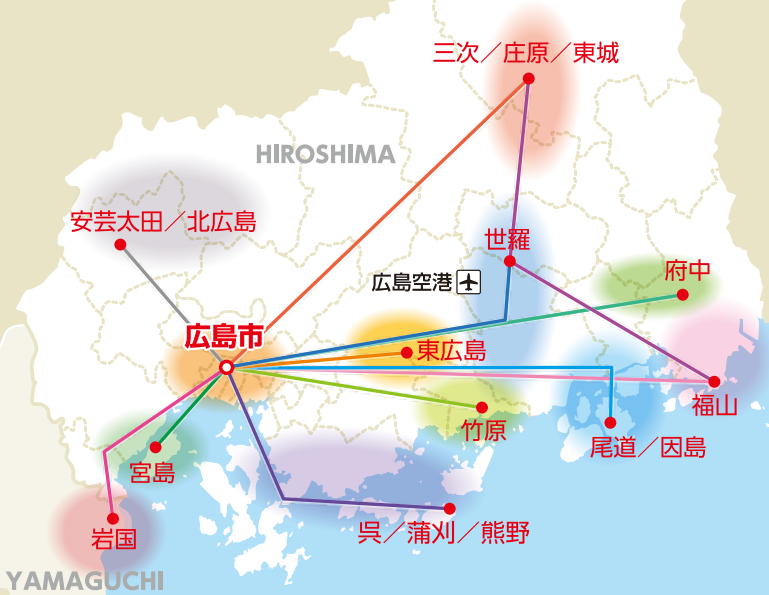 三次／庄原／東城
HIROSHIMA
安芸太田／北広島
世羅
府中
広島空港
広島市
東広島
福山
竹原
尾道／因島
宮島
呉／蒲刈／熊野
岩国
YAMAGUCHI